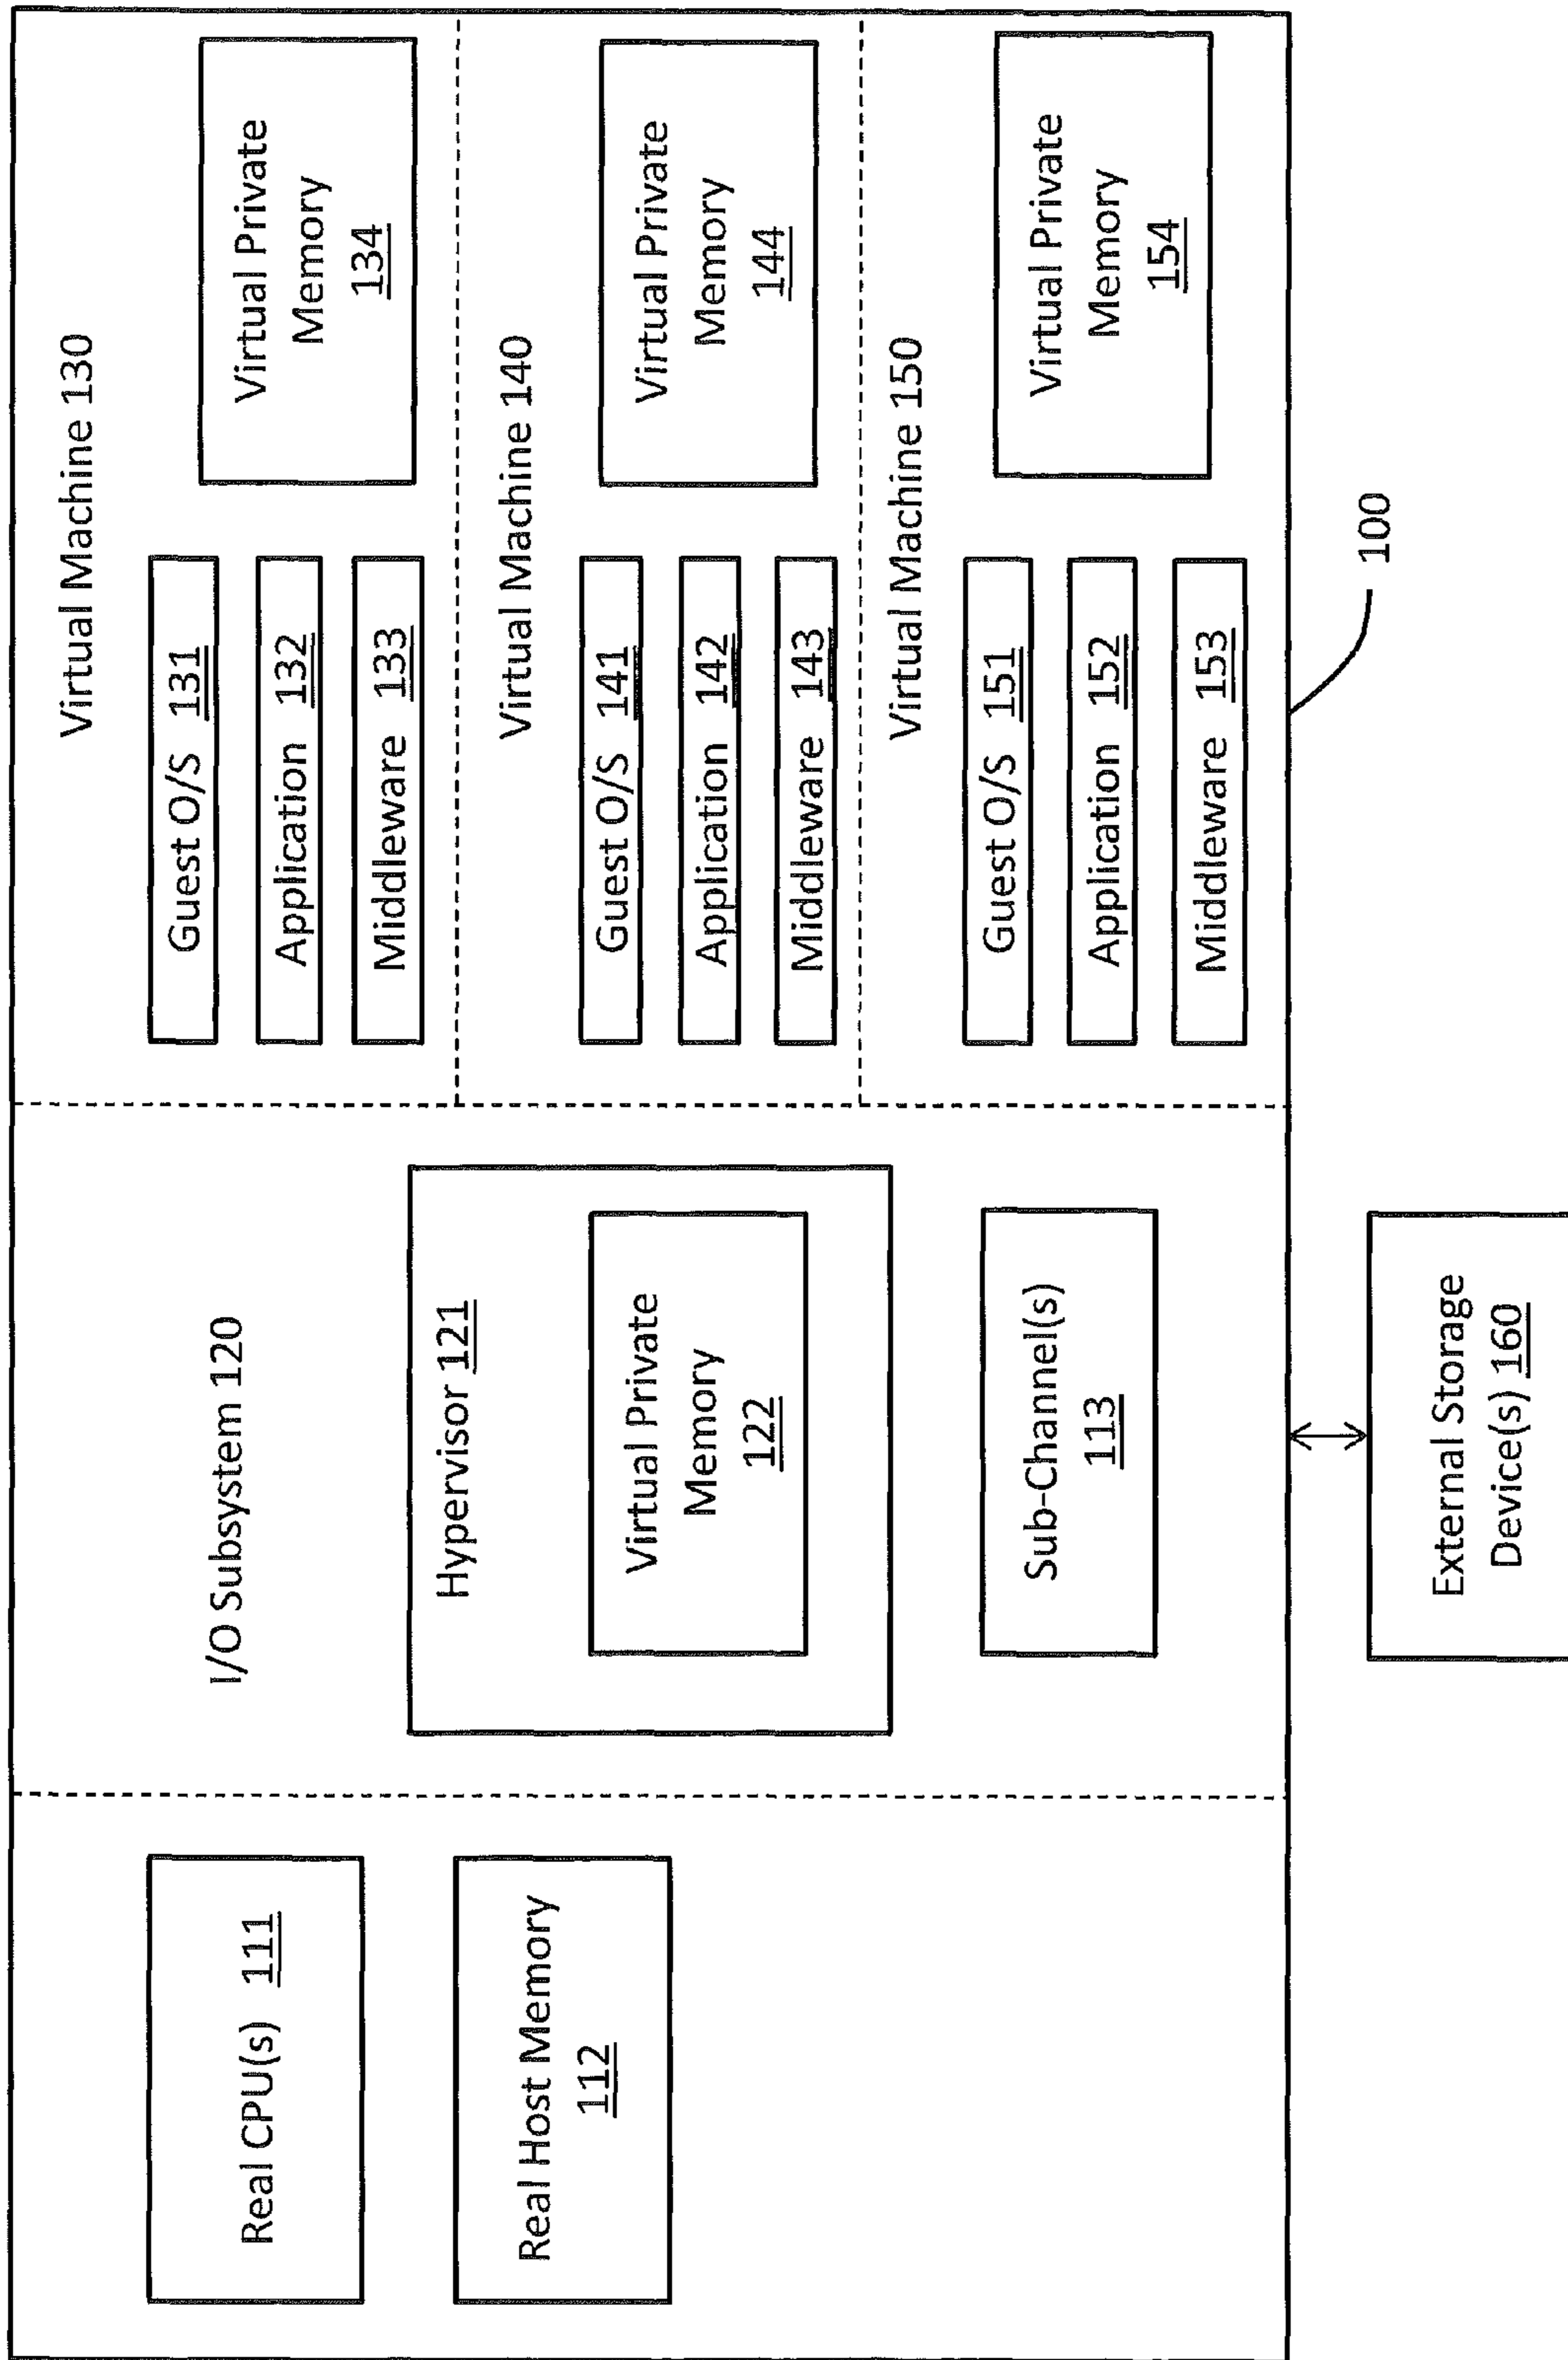 Real CPU(s) 111
Real Host Memory
112
I/O Subsystem 120
Hypervisor 121
Virtual Private
Memory
122
Sub-Channel(s)
113
Virtual Machine 130
Guest O/S 131
Application 132
Middleware 133
Virtual Private
Memory
134
Virtual Machine 140
Guest O/S 141
Application 142
Middleware 143
Virtual Private
Memory
144
Virtual Machine 150
Guest O/S 151
Application 152
Middleware 153
Virtual Private
Memory
154
100
External Storage
Device(s) 160